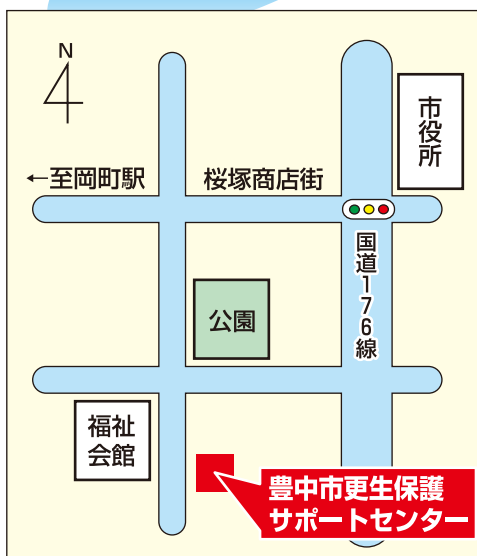 N
市役所
←至岡町駅
桜塚商店街
国道176線
公園
福祉
会館
豊中市更生保護
サポートセンター